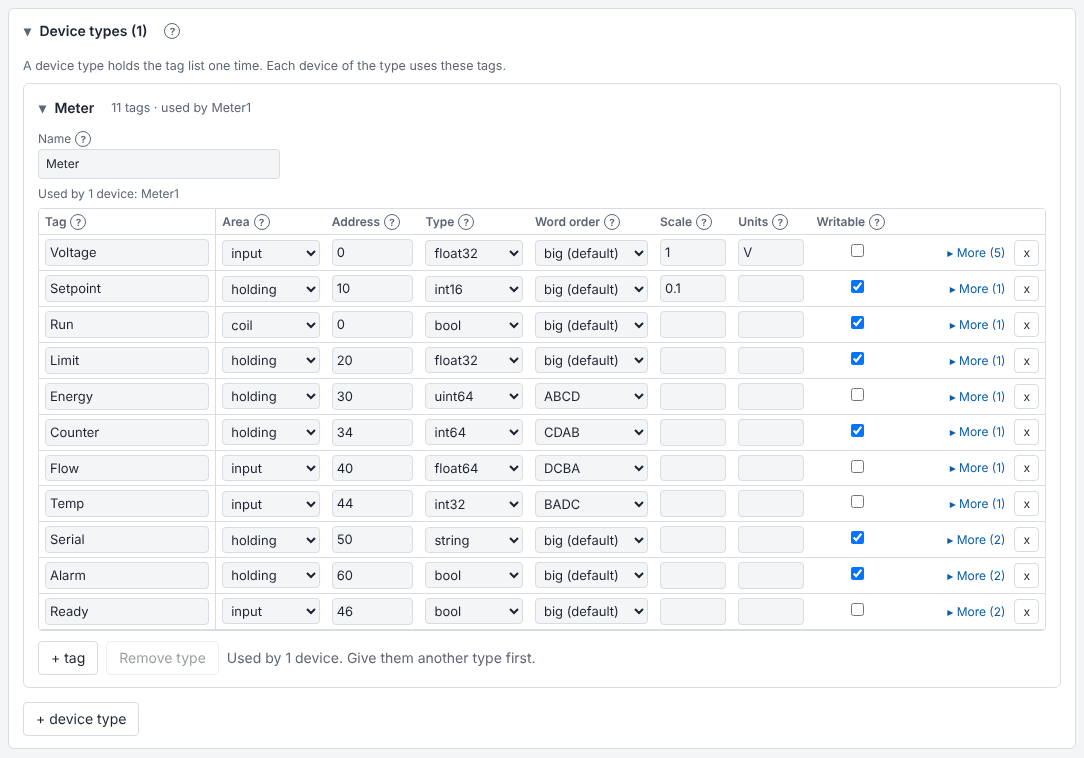 ▼ Device types (1) ?
A device type holds the tag list one time. Each device of the type uses these tags.
▼ Meter 11 tags · used by Meter1
Name ?
Meter
Used by 1 device: Meter1
Tag ? Area ? Address ? Type ? Word order ? Scale ? Units ? Writable ?
Voltage input 0 float32 big (default) 1 V ▸ More (5) x
Setpoint holding 10 int16 big (default) 0.1 ▸ More (1) x
Run coil 0 bool big (default) ▸ More (1) x
Limit holding 20 float32 big (default) ▸ More (1) x
Energy holding 30 uint64 ABCD ▸ More (1) x
Counter holding 34 int64 CDAB ▸ More (1) x
Flow input 40 float64 DCBA ▸ More (1) x
Temp input 44 int32 BADC ▸ More (1) x
Serial holding 50 string big (default) ▸ More (2) x
Alarm holding 60 bool big (default) ▸ More (2) x
Ready input 46 bool big (default) ▸ More (2) x
+ tag Remove type Used by 1 device. Give them another type first.
+ device type